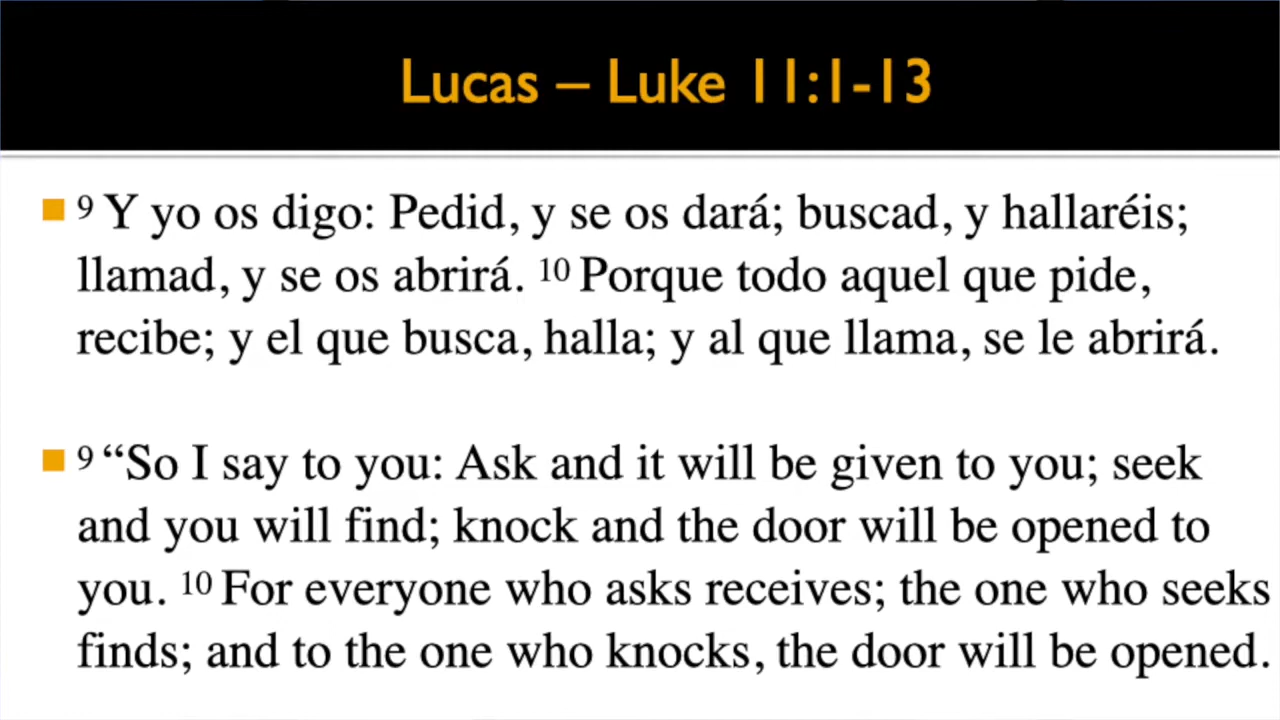 Lucas – Luke 11:1-13
9 Y yo os digo: Pedid, y se os dará; buscad, y hallaréis;
llamad, y se os abrirá. 10 Porque todo aquel que pide,
recibe; y el que busca, halla; y al que llama, se le abrirá.
9 “So I say to you: Ask and it will be given to you; seek
and you will find; knock and the door will be opened to
you. 10 For everyone who asks receives; the one who seeks
finds; and to the one who knocks, the door will be opened.